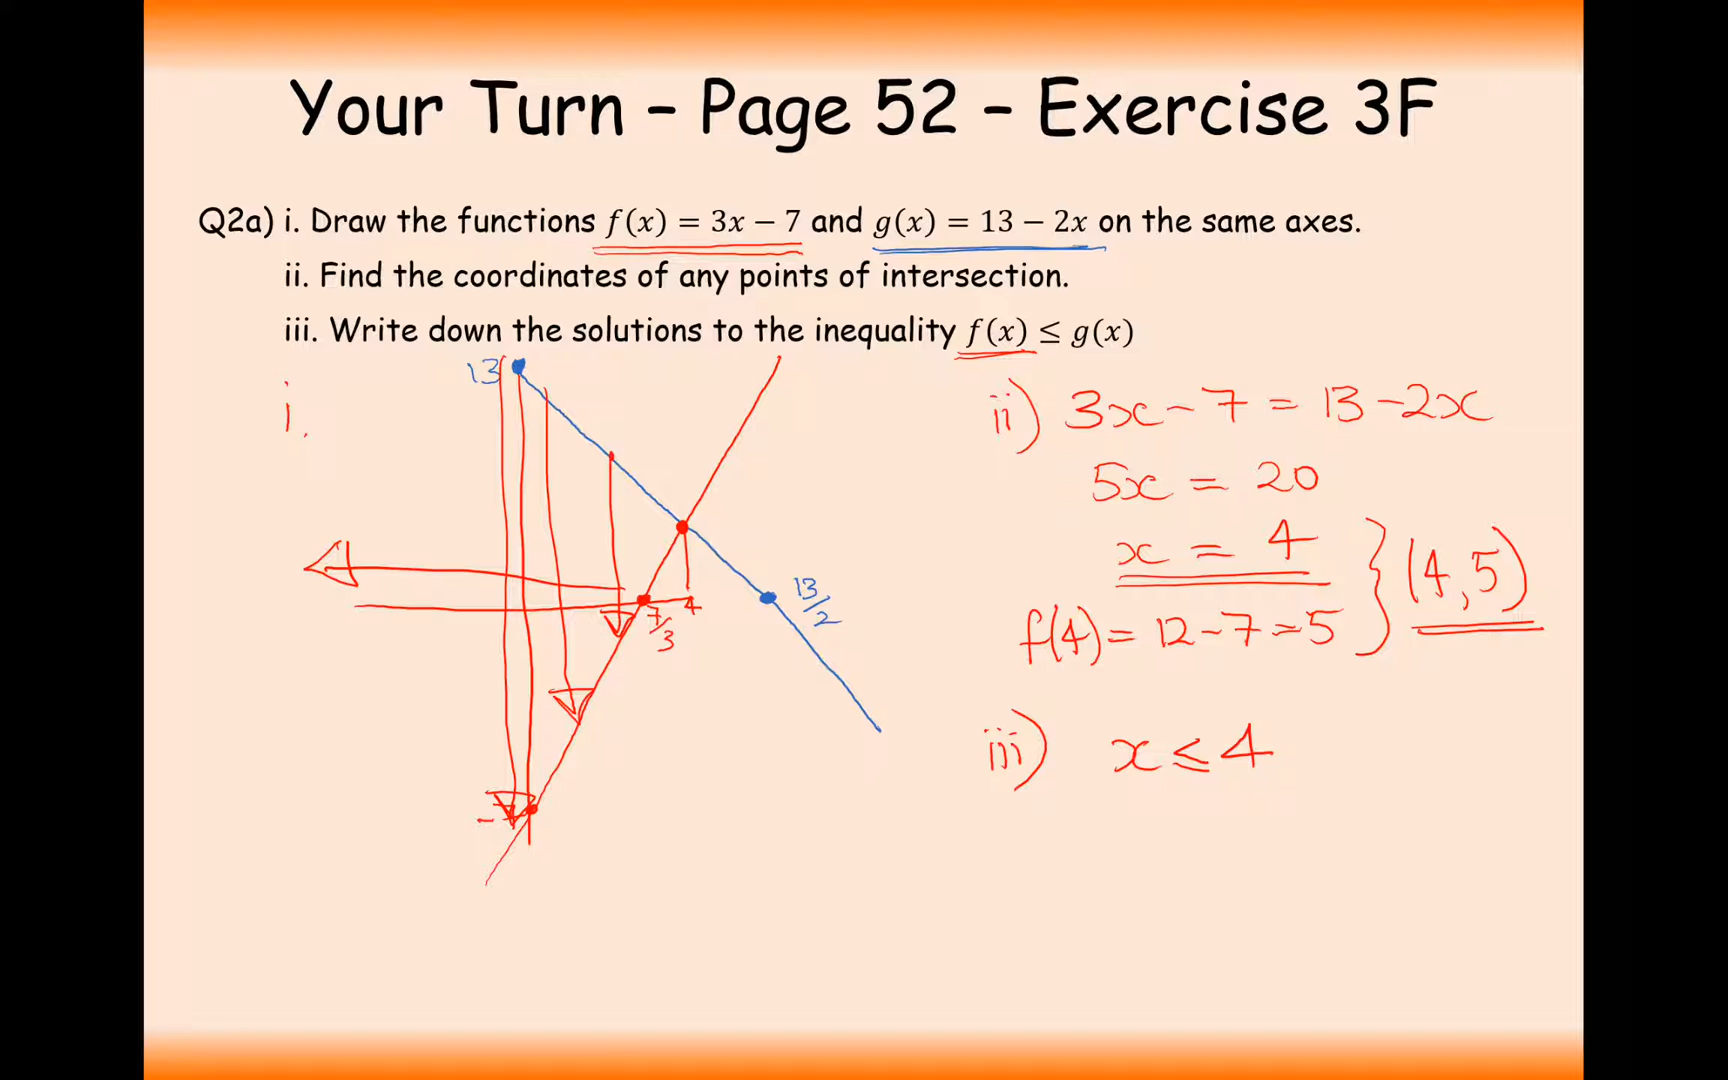 Your Turn – Page 52 – Exercise 3F
Q2a) i. Draw the functions f(x) = 3x − 7 and g(x) = 13 − 2x on the same axes.
ii. Find the coordinates of any points of intersection.
iii. Write down the solutions to the inequality f(x) ≤ g(x)
i.
13
13/2
4
7/3
-7
ii) 3x - 7 = 13 - 2x
5x = 20
x = 4
f(4) = 12 - 7 = 5
(4, 5)
iii) x ≤ 4